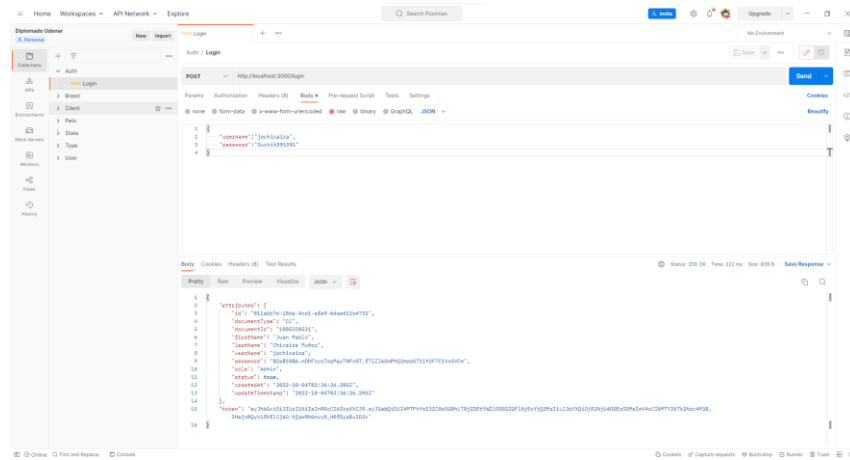 Home Workspaces API Network Explore
Search Postman
Invite
Upgrade
Diplomado Udenar
Personal
New Import
POST Login
No Environment
Auth / Login
Save
Collections
APIs
Environments
Mock Servers
Monitors
Flows
History
Auth
POST Login
Breed
Client
Pets
State
Type
User
POST http://localhost:3000/login
Send
Params Authorization Headers (8) Body Pre-request Script Tests Settings
Cookies
none form-data x-www-form-urlencoded raw binary GraphQL JSON
Beautify
1 {
2 "username":"jpchicaiza",
3
4 }
Body Cookies Headers (8) Test Results
Status: 200 OK Time: 222 ms Size: 830 B Save Response
Pretty Raw Preview Visualize JSON
1 {
2 "attributes": {
3 "id":
4 "documentType": "CC",
5 "documentId":
6 "firstName": "Juan Pablo",
7 "lastName": "Chicaiza Muñoz",
8 "userName": "jpchicaiza",
9 "password":
10 "role": "Admin",
11 "status": true,
12 "createdAt": "2022-10-04T02:36:26.205Z",
13 "updateTimestamp": "2022-10-04T02:36:26.205Z"
14 },
15 "token":
16 }
Online Find and Replace Console
Cookies Capture requests Bootcamp Runner Trash